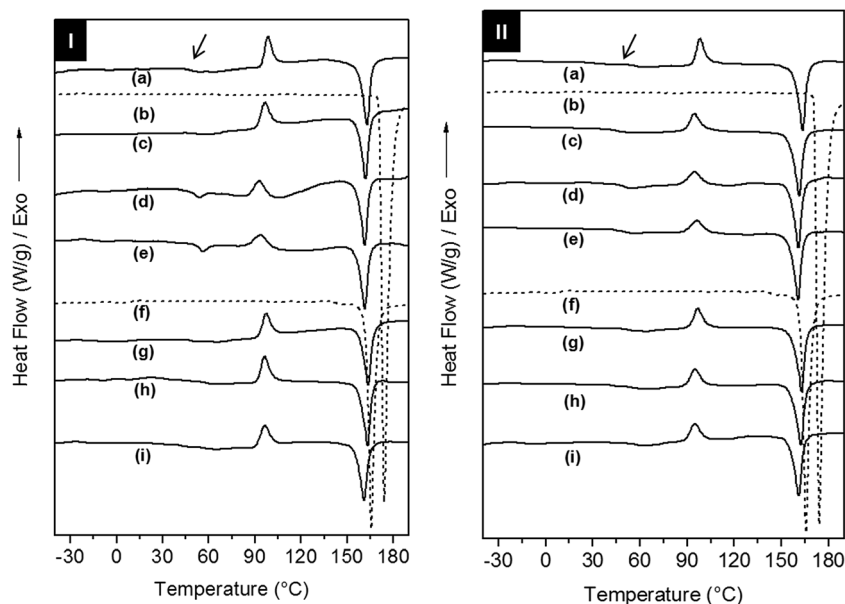 I
(a)
(b)
(c)
(d)
(e)
(f)
(g)
(h)
(i)
Heat Flow (W/g) / Exo
-30 0 30 60 90 120 150 180
Temperature (°C)
II
(a)
(b)
(c)
(d)
(e)
(f)
(g)
(h)
(i)
Heat Flow (W/g) / Exo
-30 0 30 60 90 120 150 180
Temperature (°C)